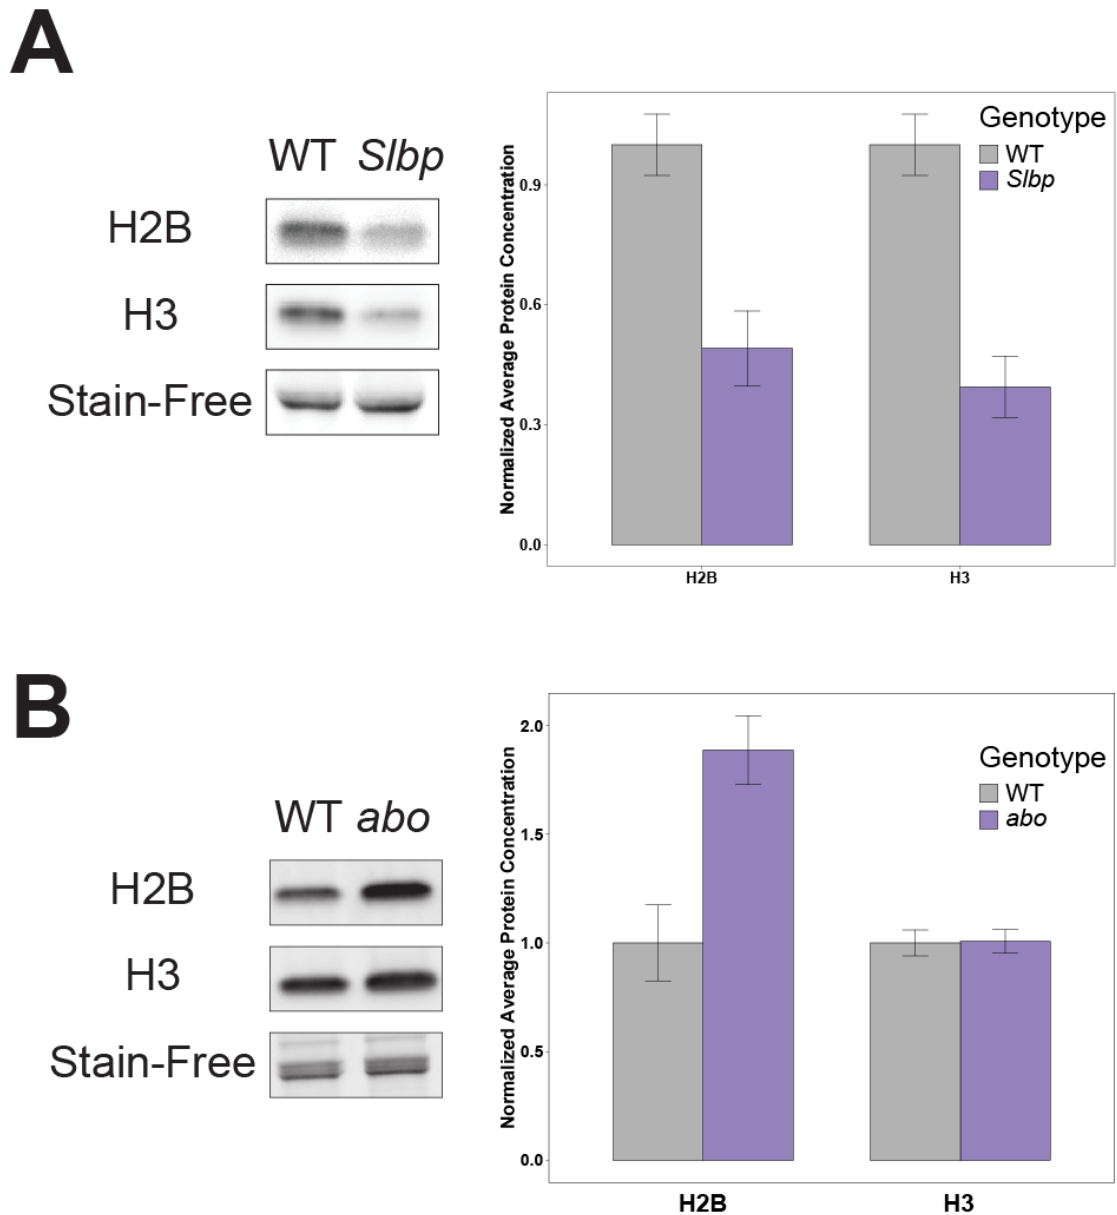 A
WT Slbp
H2B
H3
Stain-Free
Normalized Average Protein Concentration
0.9
0.6
0.3
0.0
H2B H3
Genotype
WT
Slbp
B
WT abo
H2B
H3
Stain-Free
Normalized Average Protein Concentration
2.0
1.5
1.0
0.5
0.0
H2B H3
Genotype
WT
abo